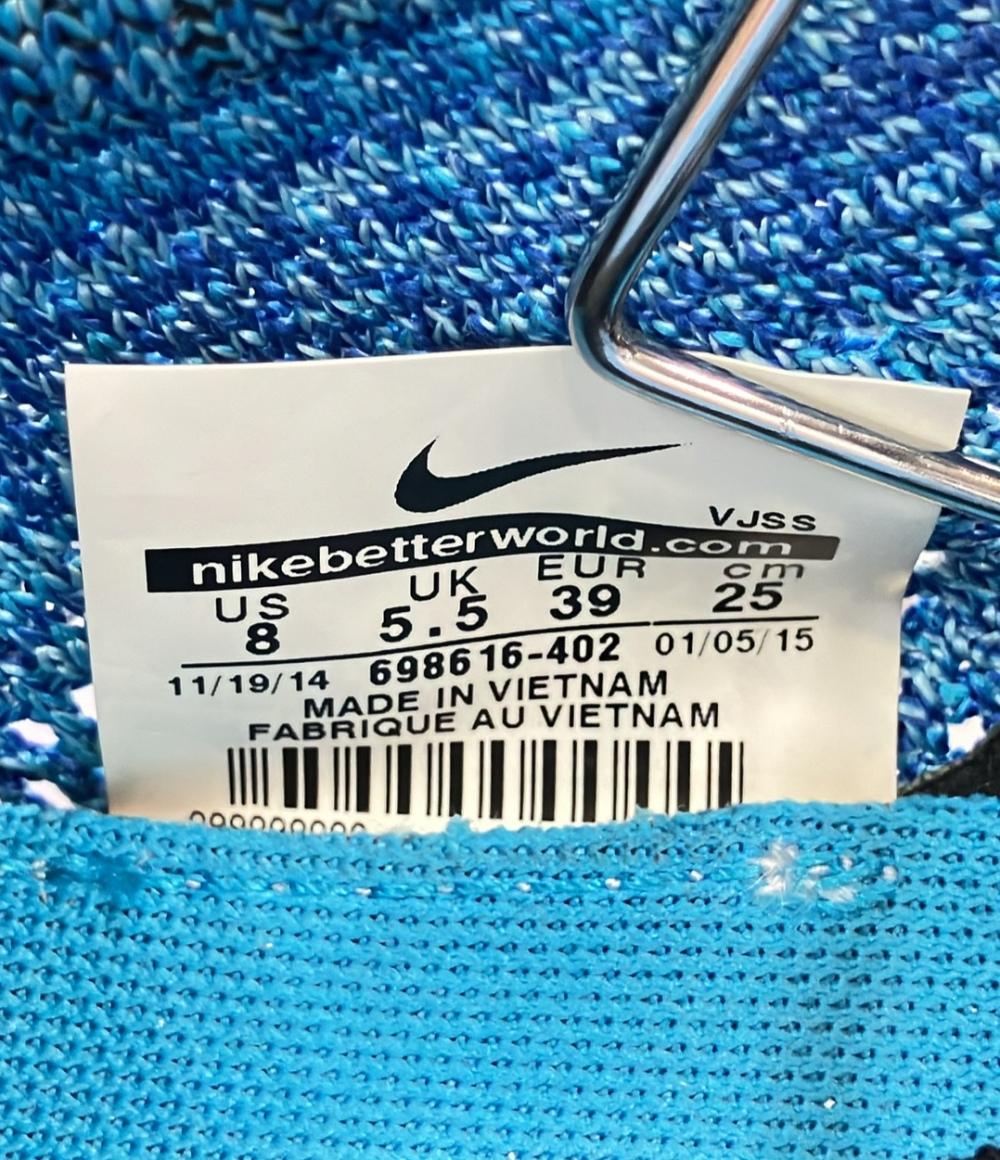 VJSS
nikebetterworld.com
US UK EUR cm
8 5.5 39 25
11/19/14 698616-402 01/05/15
MADE IN VIETNAM
FABRIQUE AU VIETNAM